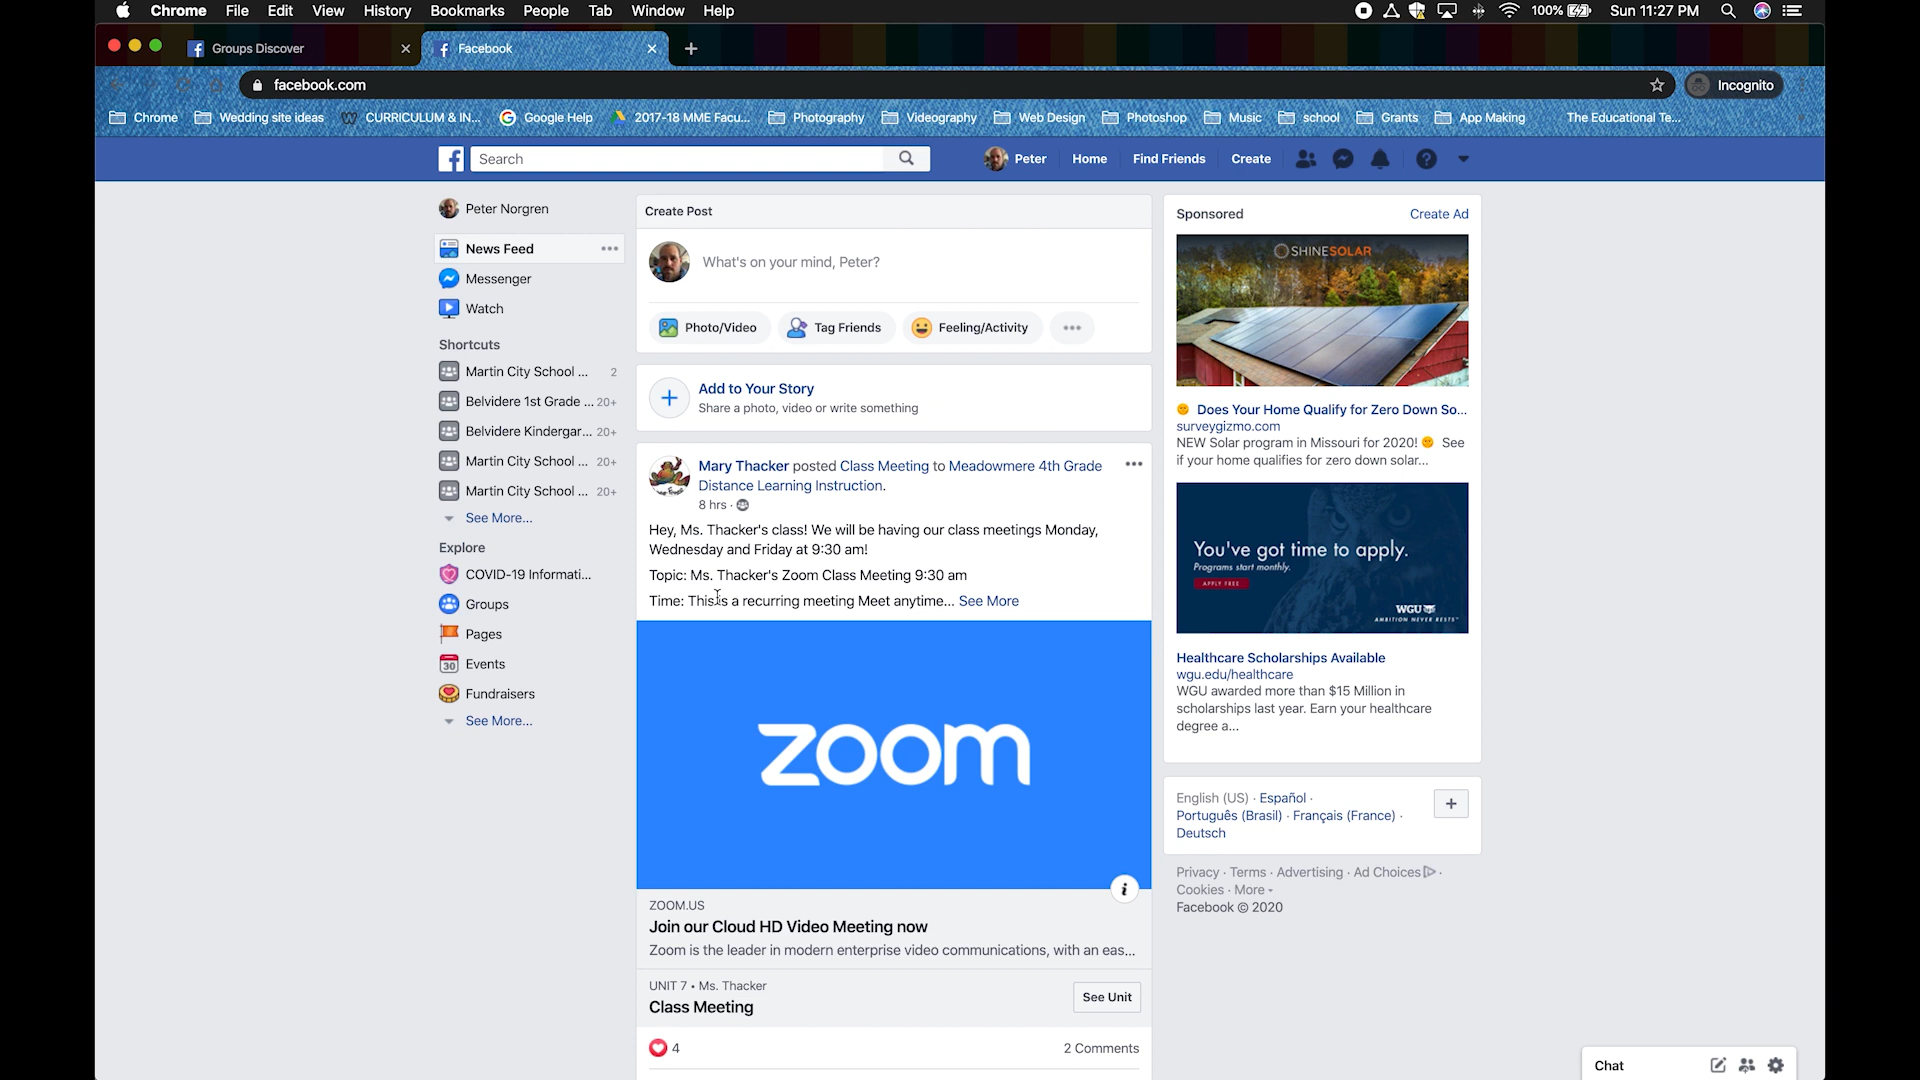 Chrome File Edit View History Bookmarks People Tab Window Help
100% Sun 11:27 PM
Groups Discover
Facebook
facebook.com
Incognito
Chrome Wedding site ideas CURRICULUM & IN... Google Help 2017-18 MME Facu... Photography Videography Web Design Photoshop Music school Grants App Making The Educational Te...
Search
Peter Home Find Friends Create
Peter Norgren
News Feed
Messenger
Watch
Shortcuts
Martin City School ... 2
Belvidere 1st Grade ... 20+
Belvidere Kindergar... 20+
Martin City School ... 20+
Martin City School ... 20+
See More...
Explore
COVID-19 Informati...
Groups
Pages
30 Events
Fundraisers
See More...
Create Post
What's on your mind, Peter?
Photo/Video Tag Friends Feeling/Activity
Add to Your Story
Share a photo, video or write something
Mary Thacker posted Class Meeting to Meadowmere 4th Grade
Distance Learning Instruction.
8 hrs ·
Hey, Ms. Thacker's class! We will be having our class meetings Monday,
Wednesday and Friday at 9:30 am!
Topic: Ms. Thacker's Zoom Class Meeting 9:30 am
Time: This is a recurring meeting Meet anytime... See More
zoom
ZOOM.US
Join our Cloud HD Video Meeting now
Zoom is the leader in modern enterprise video communications, with an eas...
UNIT 7 • Ms. Thacker
Class Meeting
See Unit
4
2 Comments
Sponsored Create Ad
SHINESOLAR
Does Your Home Qualify for Zero Down So...
surveygizmo.com
NEW Solar program in Missouri for 2020! See
if your home qualifies for zero down solar...
You've got time to apply.
Programs start monthly.
APPLY FREE
WGU
AMBITION NEVER RESTS
Healthcare Scholarships Available
wgu.edu/healthcare
WGU awarded more than $15 Million in
scholarships last year. Earn your healthcare
degree a...
English (US) · Español ·
Português (Brasil) · Français (France) ·
Deutsch
Privacy · Terms · Advertising · Ad Choices ·
Cookies · More
Facebook © 2020
Chat